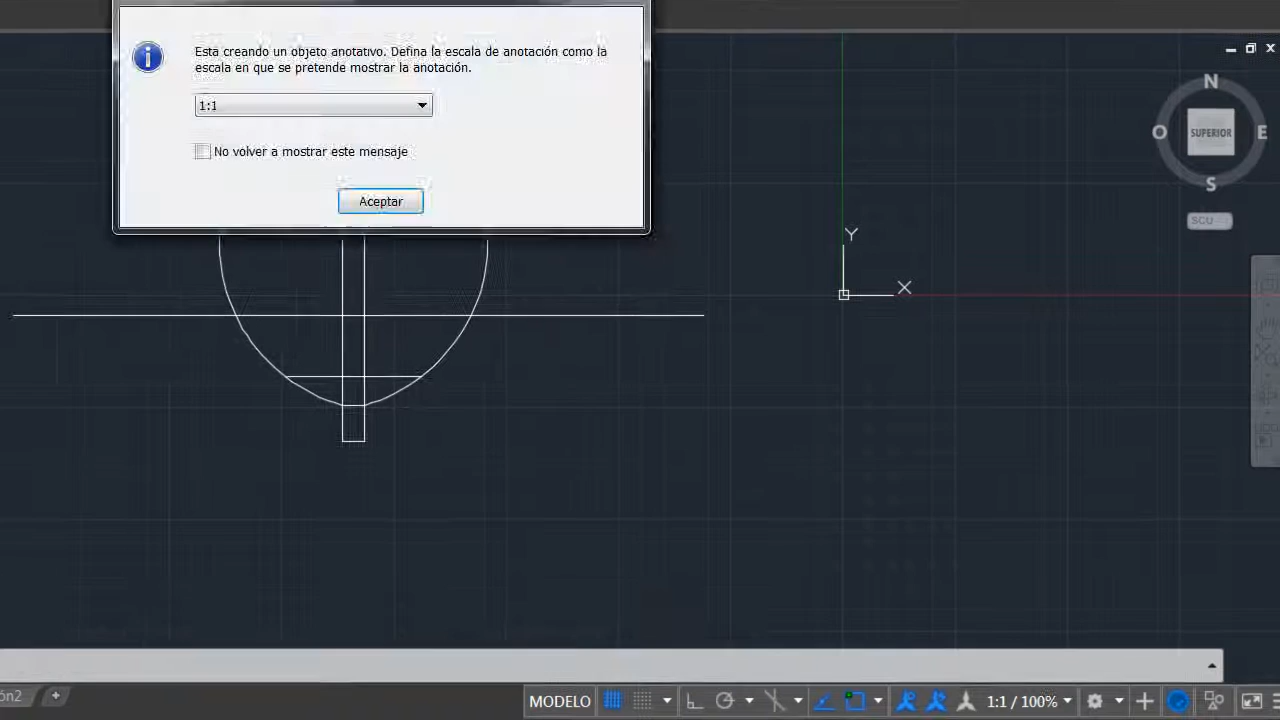 Está creando un objeto anotativo. Defina la escala de anotación como la
escala en que se pretende mostrar la anotación.
1:1
No volver a mostrar este mensaje
Aceptar
N
O
SUPERIOR
E
S
SCU
Y
X
ón2
+
MODELO
1:1 / 100%